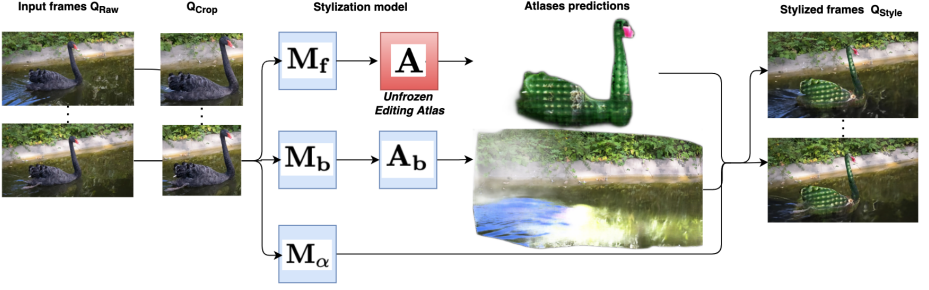 Input frames Q_Raw
Q_Crop
Stylization model
Atlases predictions
Stylized frames Q_Style
M_f
A
Unfrozen
Editing Atlas
M_b
A_b
M_α